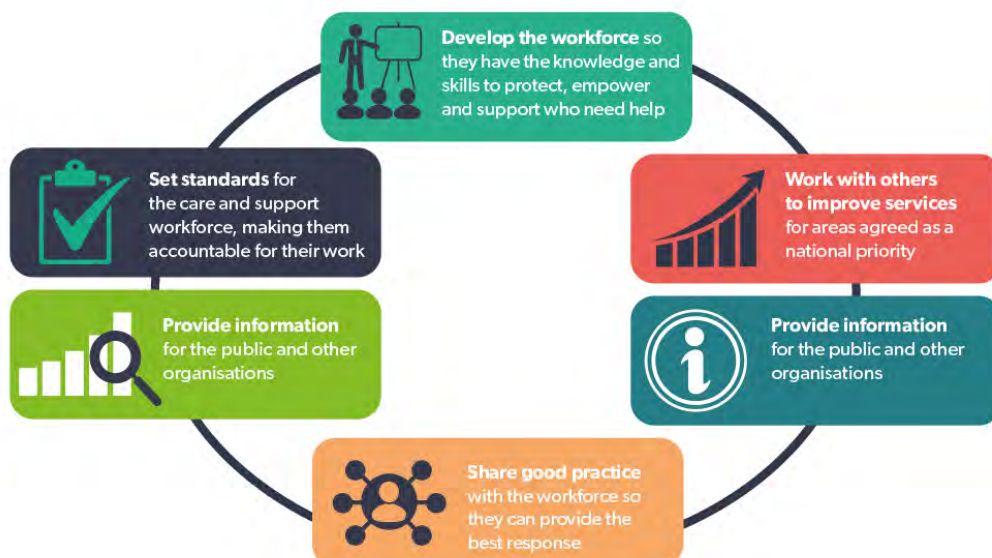 Develop the workforce so
they have the knowledge and
skills to protect, empower
and support who need help
Set standards for
the care and support
workforce, making them
accountable for their work
Work with others
to improve services
for areas agreed as a
national priority
Provide information
for the public and other
organisations
Provide information
for the public and other
organisations
Share good practice
with the workforce so
they can provide the
best response